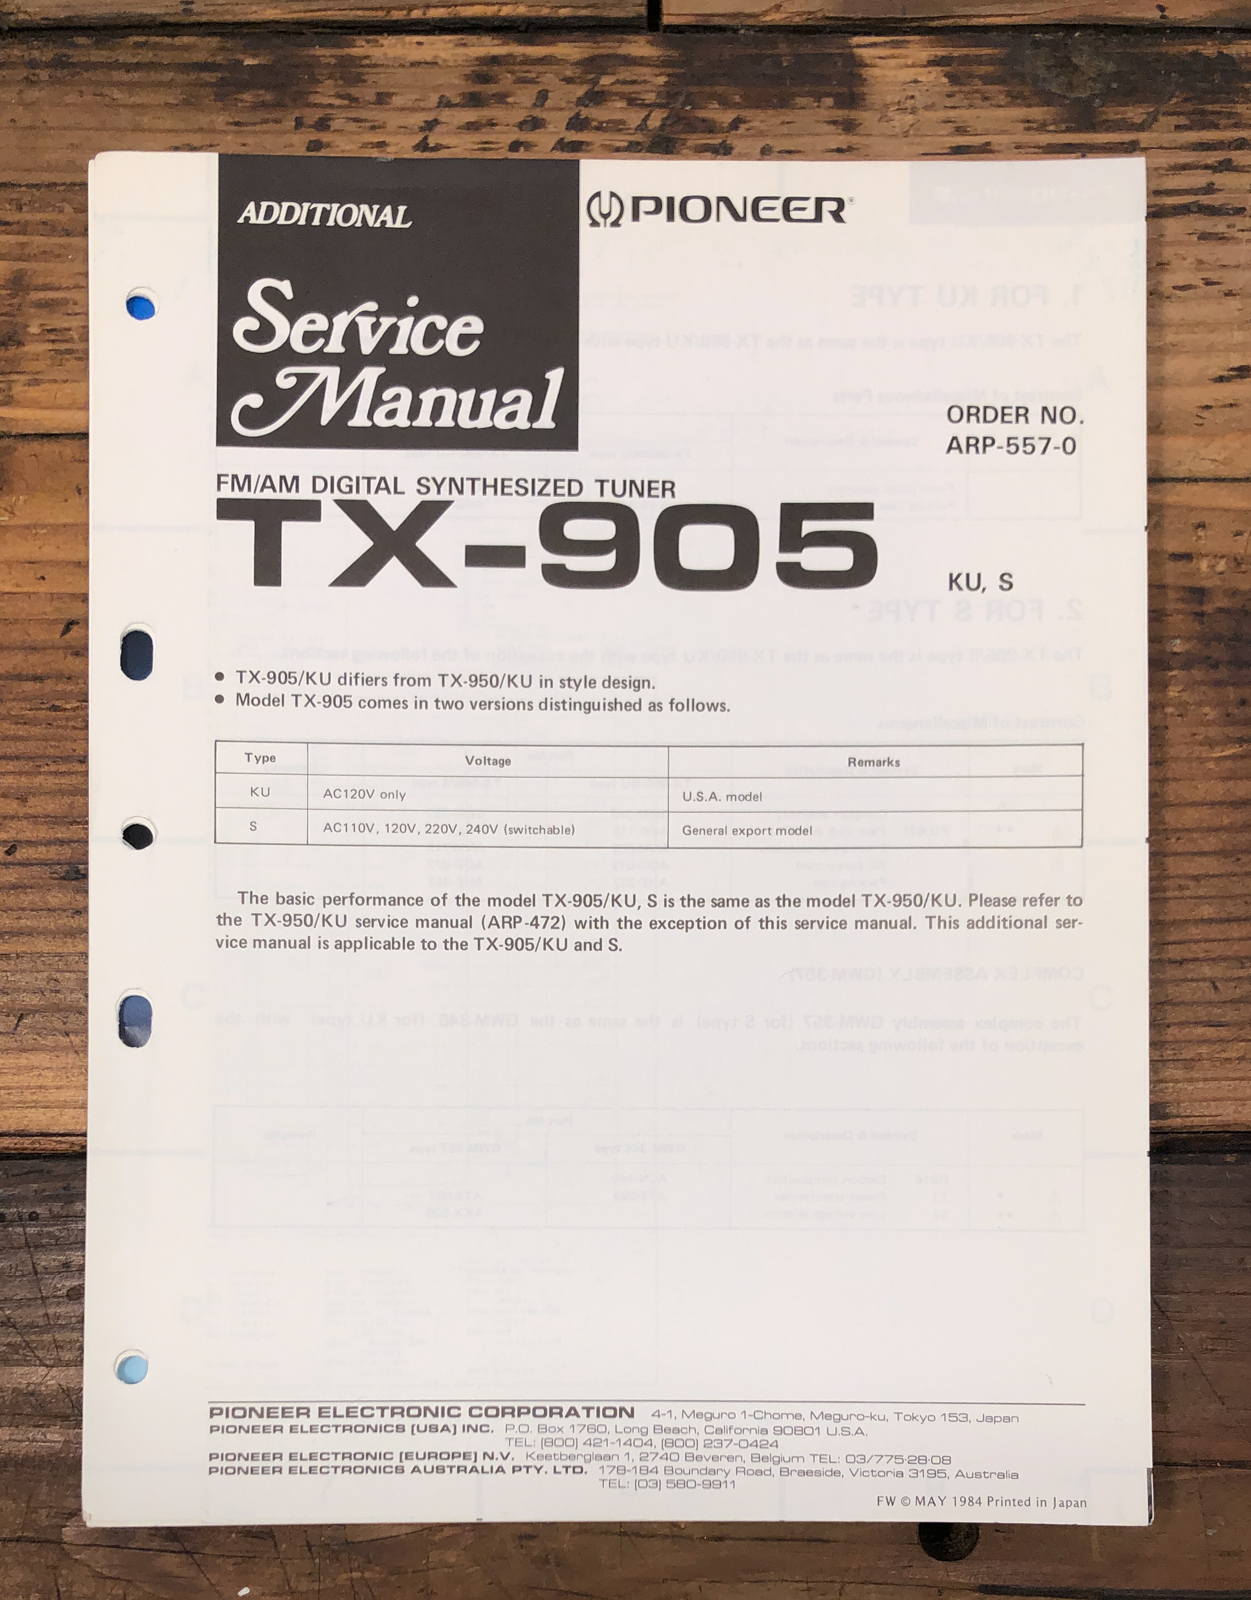 ADDITIONAL
Service
Manual
PIONEER®
ORDER NO.
ARP-557-0
FM/AM DIGITAL SYNTHESIZED TUNER
TX-905
KU, S
● TX-905/KU difiers from TX-950/KU in style design.
● Model TX-905 comes in two versions distinguished as follows.
Type Voltage Remarks
KU AC120V only U.S.A. model
S AC110V, 120V, 220V, 240V (switchable) General export model
The basic performance of the model TX-905/KU, S is the same as the model TX-950/KU. Please refer to
the TX-950/KU service manual (ARP-472) with the exception of this service manual. This additional ser-
vice manual is applicable to the TX-905/KU and S.
PIONEER ELECTRONIC CORPORATION 4-1, Meguro 1-Chome, Meguro-ku, Tokyo 153, Japan
PIONEER ELECTRONICS [USA] INC. P.O. Box 1760, Long Beach, California 90801 U.S.A.
TEL: [800] 421-1404, [800] 237-0424
PIONEER ELECTRONIC [EUROPE] N.V. Keetberglaan 1, 2740 Beveren, Belgium TEL: 03/775·28·08
PIONEER ELECTRONICS AUSTRALIA PTY. LTD. 178-184 Boundary Road, Braeside, Victoria 3195, Australia
TEL: [03] 580-9911
FW © MAY 1984 Printed in Japan